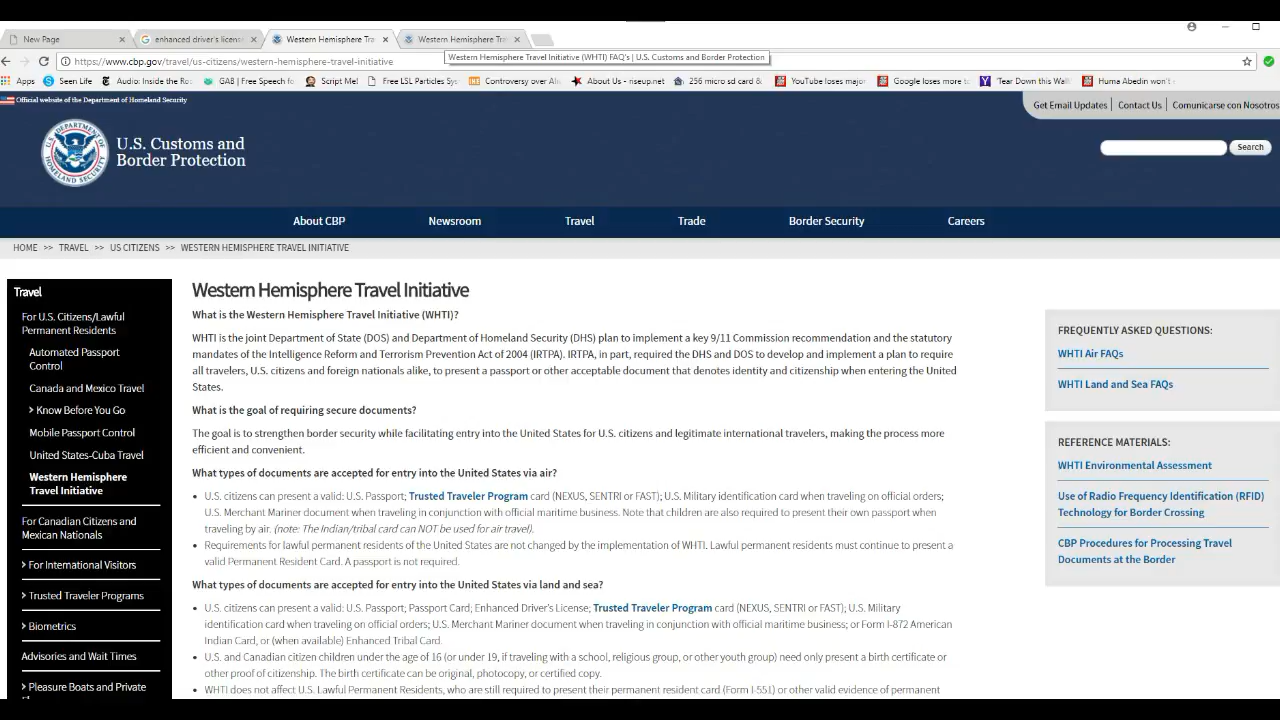 New Page
enhanced driver's license
Western Hemisphere Tra
Western Hemisphere Tra
https://www.cbp.gov/travel/us-citizens/western-hemisphere-travel-initiative
Western Hemisphere Travel Initiative (WHTI) FAQ's | U.S. Customs and Border Protection
Apps Seen Life Audio: Inside the Ro GAB | Free Speech fo Script Mel Free LSL Particles Sys Controversy over Al About Us - riseup.net 256 micro sd card & YouTube loses major Google loses more to 'Tear Down this Wall Huma Abedin won't
Official website of the Department of Homeland Security
Get Email Updates | Contact Us | Comunicarse con Nosotros
U.S. DEPARTMENT OF HOMELAND SECURITY
U.S. Customs and
Border Protection
Search
About CBP Newsroom Travel Trade Border Security Careers
HOME >> TRAVEL >> US CITIZENS >> WESTERN HEMISPHERE TRAVEL INITIATIVE
Travel
For U.S. Citizens/Lawful
Permanent Residents
Automated Passport
Control
Canada and Mexico Travel
Know Before You Go
Mobile Passport Control
United States-Cuba Travel
Western Hemisphere
Travel Initiative
For Canadian Citizens and
Mexican Nationals
For International Visitors
Trusted Traveler Programs
Biometrics
Advisories and Wait Times
Pleasure Boats and Private
Western Hemisphere Travel Initiative
What is the Western Hemisphere Travel Initiative (WHTI)?
WHTI is the joint Department of State (DOS) and Department of Homeland Security (DHS) plan to implement a key 9/11 Commission recommendation and the statutory
mandates of the Intelligence Reform and Terrorism Prevention Act of 2004 (IRTPA). IRTPA, in part, required the DHS and DOS to develop and implement a plan to require
all travelers, U.S. citizens and foreign nationals alike, to present a passport or other acceptable document that denotes identity and citizenship when entering the United
States.
What is the goal of requiring secure documents?
The goal is to strengthen border security while facilitating entry into the United States for U.S. citizens and legitimate international travelers, making the process more
efficient and convenient.
What types of documents are accepted for entry into the United States via air?
• U.S. citizens can present a valid: U.S. Passport; Trusted Traveler Program card (NEXUS, SENTRI or FAST); U.S. Military identification card when traveling on official orders;
U.S. Merchant Mariner document when traveling in conjunction with official maritime business. Note that children are also required to present their own passport when
traveling by air. (note: The Indian/tribal card can NOT be used for air travel).
• Requirements for lawful permanent residents of the United States are not changed by the implementation of WHTI. Lawful permanent residents must continue to present a
valid Permanent Resident Card. A passport is not required.
What types of documents are accepted for entry into the United States via land and sea?
• U.S. citizens can present a valid: U.S. Passport; Passport Card; Enhanced Driver's License; Trusted Traveler Program card (NEXUS, SENTRI or FAST); U.S. Military
identification card when traveling on official orders; U.S. Merchant Mariner document when traveling in conjunction with official maritime business; or Form I-872 American
Indian Card, or (when available) Enhanced Tribal Card.
• U.S. and Canadian citizen children under the age of 16 (or under 19, if traveling with a school, religious group, or other youth group) need only present a birth certificate or
other proof of citizenship. The birth certificate can be original, photocopy, or certified copy.
• WHTI does not affect U.S. Lawful Permanent Residents, who are still required to present their permanent resident card (Form I-551) or other valid evidence of permanent
FREQUENTLY ASKED QUESTIONS:
WHTI Air FAQs
WHTI Land and Sea FAQs
REFERENCE MATERIALS:
WHTI Environmental Assessment
Use of Radio Frequency Identification (RFID)
Technology for Border Crossing
CBP Procedures for Processing Travel
Documents at the Border